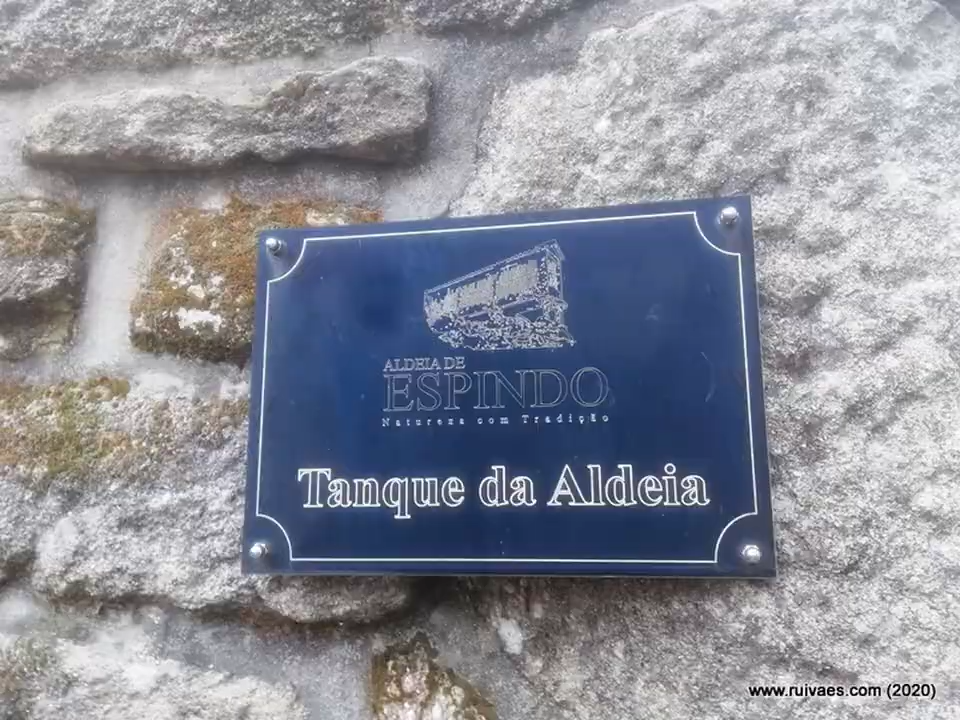 ALDEIA DE
ESPINDO
Natureza com Tradição
Tanque da Aldeia
www.ruivaes.com (2020)